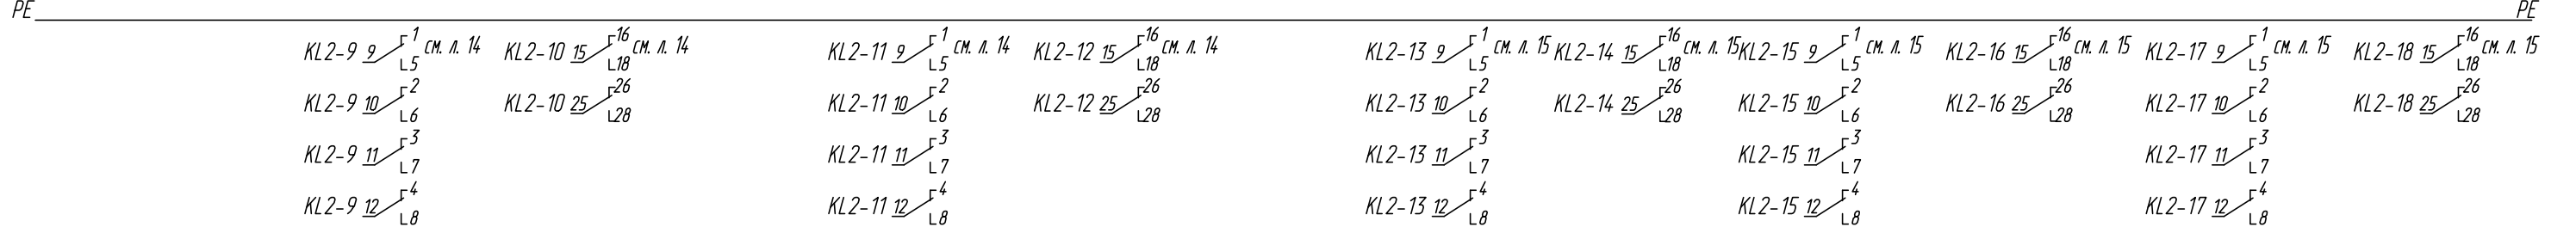 PE PE
KL2-9 9 1 5 см. л. 14 KL2-10 15 16 18 см. л. 14 KL2-11 9 1 5 см. л. 14 KL2-12 15 16 18 см. л. 14 KL2-13 9 1 5 см. л. 15 KL2-14 15 16 18 см. л. 15 KL2-15 9 1 5 см. л. 15 KL2-16 15 16 18 см. л. 15 KL2-17 9 1 5 см. л. 15 KL2-18 15 16 18 см. л. 15
KL2-9 10 2 6 KL2-10 25 26 28 KL2-11 10 2 6 KL2-12 25 26 28 KL2-13 10 2 6 KL2-14 25 26 28 KL2-15 10 2 6 KL2-16 25 26 28 KL2-17 10 2 6 KL2-18 25 26 28
KL2-9 11 3 7 KL2-11 11 3 7 KL2-13 11 3 7 KL2-15 11 3 7 KL2-17 11 3 7
KL2-9 12 4 8 KL2-11 12 4 8 KL2-13 12 4 8 KL2-15 12 4 8 KL2-17 12 4 8